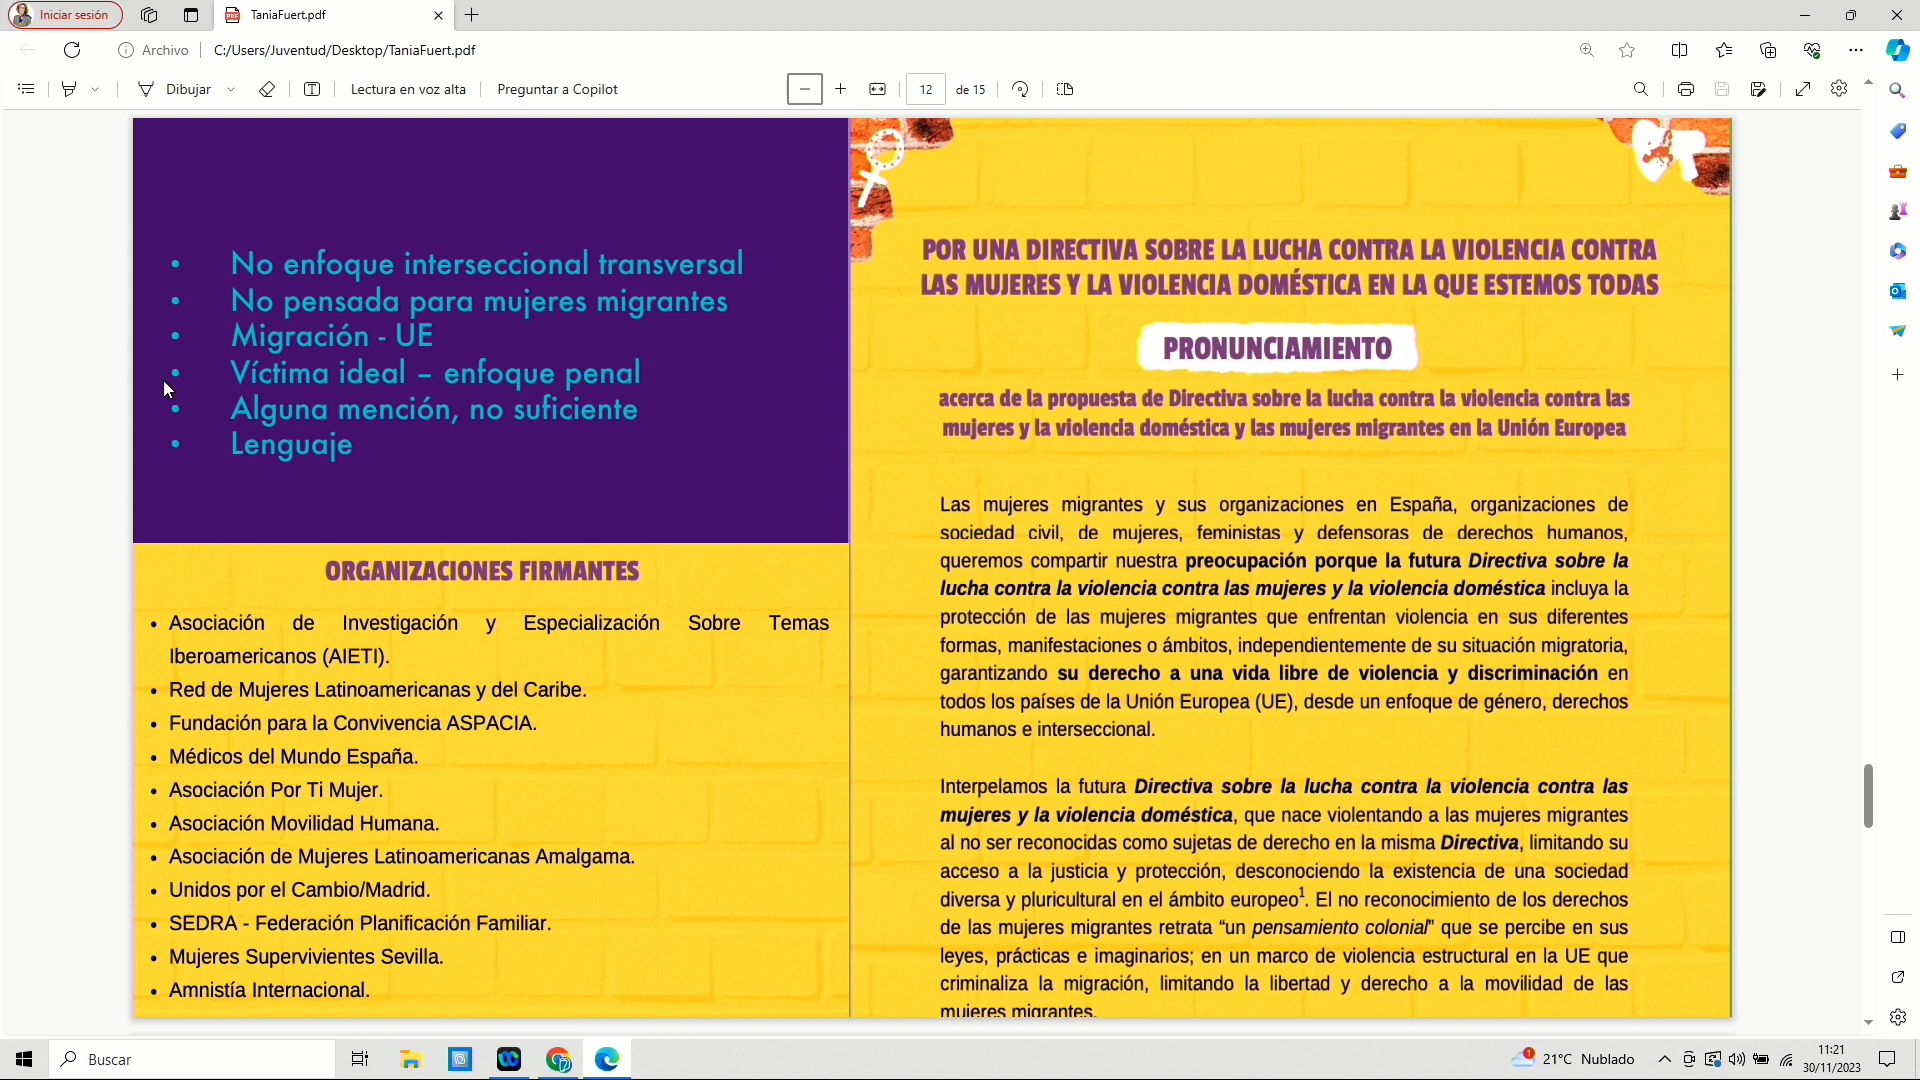 Iniciar sesión
TaniaFuert.pdf
Archivo
C:/Users/Juventud/Desktop/TaniaFuert.pdf
Dibujar
Lectura en voz alta
Preguntar a Copilot
12
de 15
• No enfoque interseccional transversal
• No pensada para mujeres migrantes
• Migración - UE
• Víctima ideal – enfoque penal
• Alguna mención, no suficiente
• Lenguaje
ORGANIZACIONES FIRMANTES
• Asociación de Investigación y Especialización Sobre Temas
Iberoamericanos (AIETI).
• Red de Mujeres Latinoamericanas y del Caribe.
• Fundación para la Convivencia ASPACIA.
• Médicos del Mundo España.
• Asociación Por Ti Mujer.
• Asociación Movilidad Humana.
• Asociación de Mujeres Latinoamericanas Amalgama.
• Unidos por el Cambio/Madrid.
• SEDRA - Federación Planificación Familiar.
• Mujeres Supervivientes Sevilla.
• Amnistía Internacional.
POR UNA DIRECTIVA SOBRE LA LUCHA CONTRA LA VIOLENCIA CONTRA
LAS MUJERES Y LA VIOLENCIA DOMÉSTICA EN LA QUE ESTEMOS TODAS
PRONUNCIAMIENTO
acerca de la propuesta de Directiva sobre la lucha contra la violencia contra las
mujeres y la violencia doméstica y las mujeres migrantes en la Unión Europea
Las mujeres migrantes y sus organizaciones en España, organizaciones de
sociedad civil, de mujeres, feministas y defensoras de derechos humanos,
queremos compartir nuestra preocupación porque la futura Directiva sobre la
lucha contra la violencia contra las mujeres y la violencia doméstica incluya la
protección de las mujeres migrantes que enfrentan violencia en sus diferentes
formas, manifestaciones o ámbitos, independientemente de su situación migratoria,
garantizando su derecho a una vida libre de violencia y discriminación en
todos los países de la Unión Europea (UE), desde un enfoque de género, derechos
humanos e interseccional.
Interpelamos la futura Directiva sobre la lucha contra la violencia contra las
mujeres y la violencia doméstica, que nace violentando a las mujeres migrantes
al no ser reconocidas como sujetas de derecho en la misma Directiva, limitando su
acceso a la justicia y protección, desconociendo la existencia de una sociedad
diversa y pluricultural en el ámbito europeo1. El no reconocimiento de los derechos
de las mujeres migrantes retrata “un pensamiento colonial” que se percibe en sus
leyes, prácticas e imaginarios; en un marco de violencia estructural en la UE que
criminaliza la migración, limitando la libertad y derecho a la movilidad de las
mujeres migrantes.
Buscar
1
21°C Nublado
11:21
30/11/2023